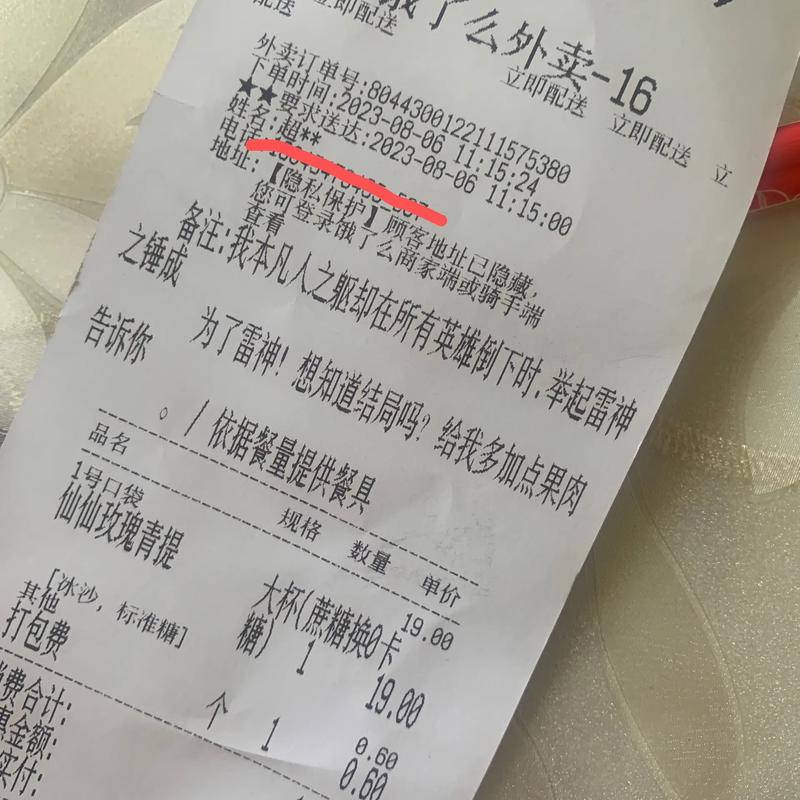 配送 立即配送
饿了么外卖-16
立即配送 立即配送 立
外卖订单号:8044300122111575380
下单时间:2023-08-06 11:15:24
★★要求送达:2023-08-06 11:15:00
姓名:超**
电话:
地址:【隐私保护】顾客地址已隐藏,
您可登录饿了么商家端或骑手端
查看
备注:我本凡人之躯却在所有英雄倒下时,举起雷神
之锤成
为了雷神!想知道结局吗?给我多加点果肉
告诉你
。/依据餐量提供餐具
品名 规格 数量 单价
1号口袋
仙仙玫瑰青提 大杯(蔗糖换0卡糖) 1 19.00
19.00
[冰沙,标准糖]
其他
打包费 个 1 0.60
0.60
费合计:
惠金额:
实付: